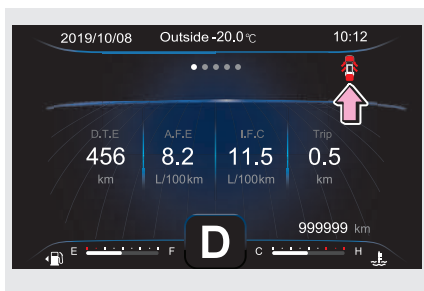 2019/10/08 Outside -20.0 ℃ 10:12
D.T.E A.F.E I.F.C Trip
456 8.2 11.5 0.5
km L/100km L/100km km
999999 km
E F D C H